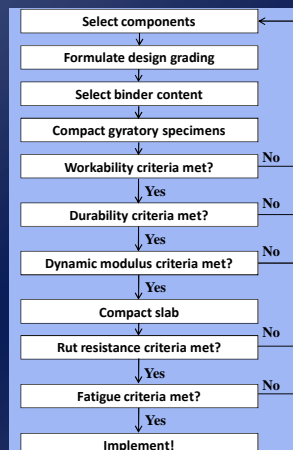 Select components
Formulate design grading
Select binder content
Compact gyratory specimens
Workability criteria met?
No
Yes
Durability criteria met?
No
Yes
Dynamic modulus criteria met?
No
Yes
Compact slab
Rut resistance criteria met?
No
Yes
Fatigue criteria met?
No
Yes
Implement!